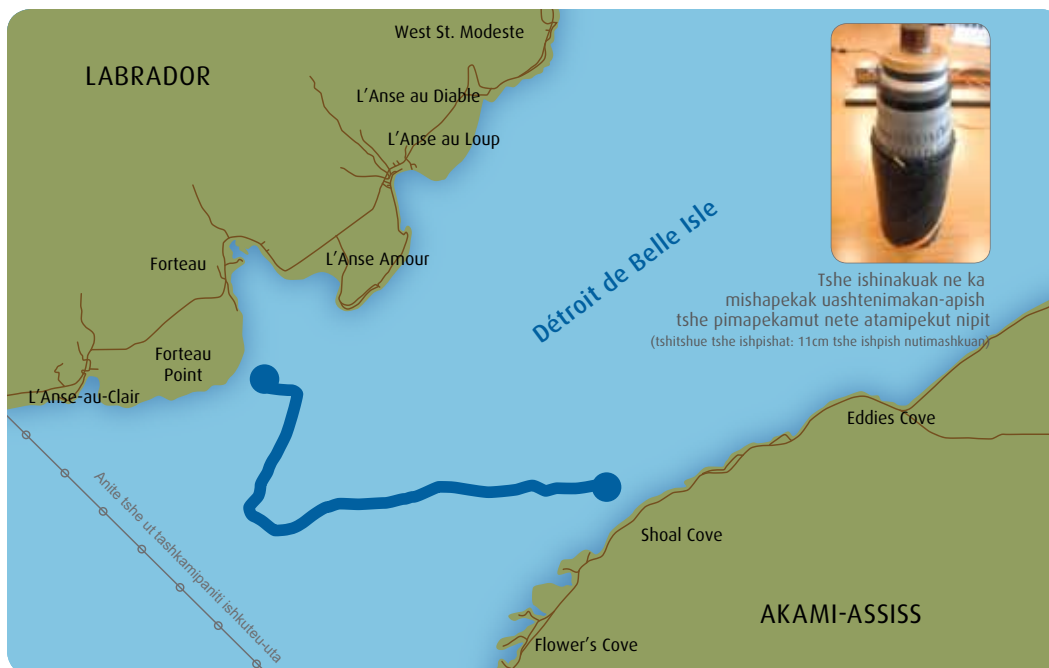 West St. Modeste
LABRADOR
L'Anse au Diable
L'Anse au Loup
L'Anse Amour
Forteau
Détroit de Belle Isle
Tshe ishinakuak ne ka
mishapekak uashtenimakan-apish
tshe pimapekamut nete atamipekut nipit
(tshitshue tshe ishpishat: 11cm tshe ishpish nutimashkuan)
Forteau
Point
L'Anse-au-Clair
Eddies Cove
Anite tshe ut tashkamipaniti ishkuteu-uta
Shoal Cove
AKAMI-ASSISS
Flower's Cove